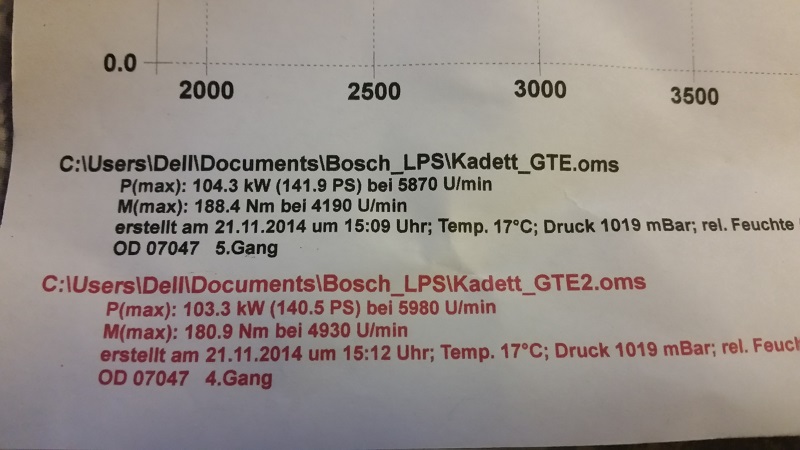 0.0
2000 2500 3000 3500
C:\Users\Dell\Documents\Bosch_LPS\Kadett_GTE.oms
P(max): 104.3 kW (141.9 PS) bei 5870 U/min
M(max): 188.4 Nm bei 4190 U/min
erstellt am 21.11.2014 um 15:09 Uhr; Temp. 17°C; Druck 1019 mBar; rel. Feuchte
OD 07047 5.Gang
C:\Users\Dell\Documents\Bosch_LPS\Kadett_GTE2.oms
P(max): 103.3 kW (140.5 PS) bei 5980 U/min
M(max): 180.9 Nm bei 4930 U/min
erstellt am 21.11.2014 um 15:12 Uhr; Temp. 17°C; Druck 1019 mBar; rel. Feuch
OD 07047 4.Gang